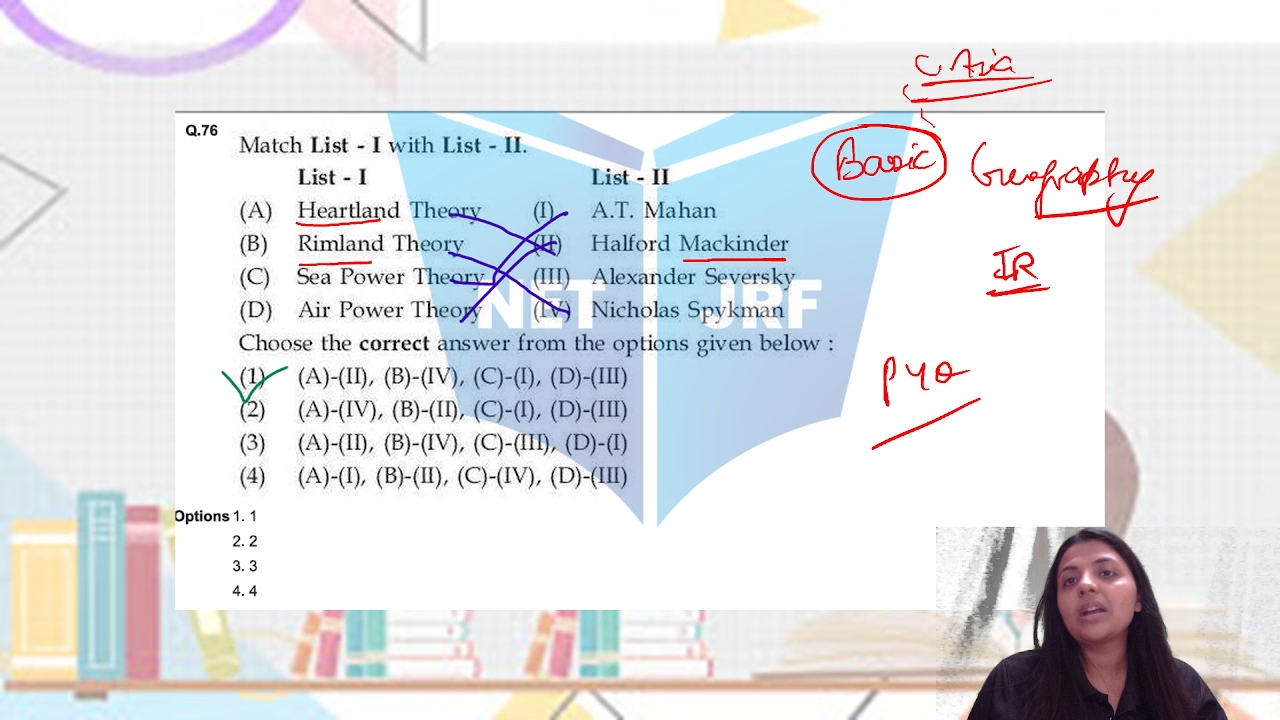 C Asia
Basic Geography
IR
PYQ
Q.76
Match List - I with List - II.
List - I List - II
(A) Heartland Theory (I) A.T. Mahan
(B) Rimland Theory (II) Halford Mackinder
(C) Sea Power Theory (III) Alexander Seversky
(D) Air Power Theory (IV) Nicholas Spykman
Choose the correct answer from the options given below :
(1) (A)-(II), (B)-(IV), (C)-(I), (D)-(III)
(2) (A)-(IV), (B)-(II), (C)-(I), (D)-(III)
(3) (A)-(II), (B)-(IV), (C)-(III), (D)-(I)
(4) (A)-(I), (B)-(II), (C)-(IV), (D)-(III)
NET JRF
Options 1. 1
2. 2
3. 3
4. 4